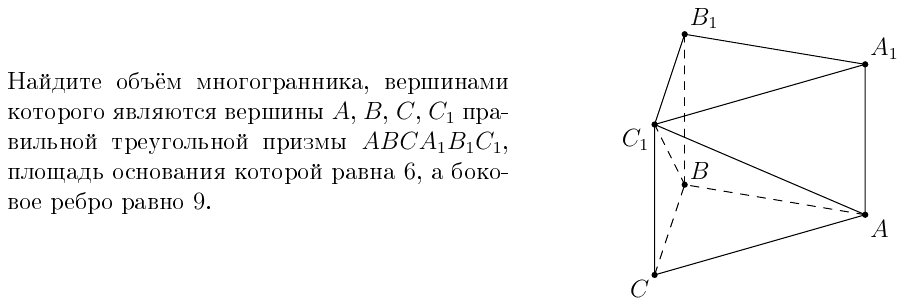 Найдите объём многогранника, вершинами
которого являются вершины A, B, C, C₁ пра-
вильной треугольной призмы ABCA₁B₁C₁,
площадь основания которой равна 6, а боко-
вое ребро равно 9.
B₁
A₁
C₁
B
A
C